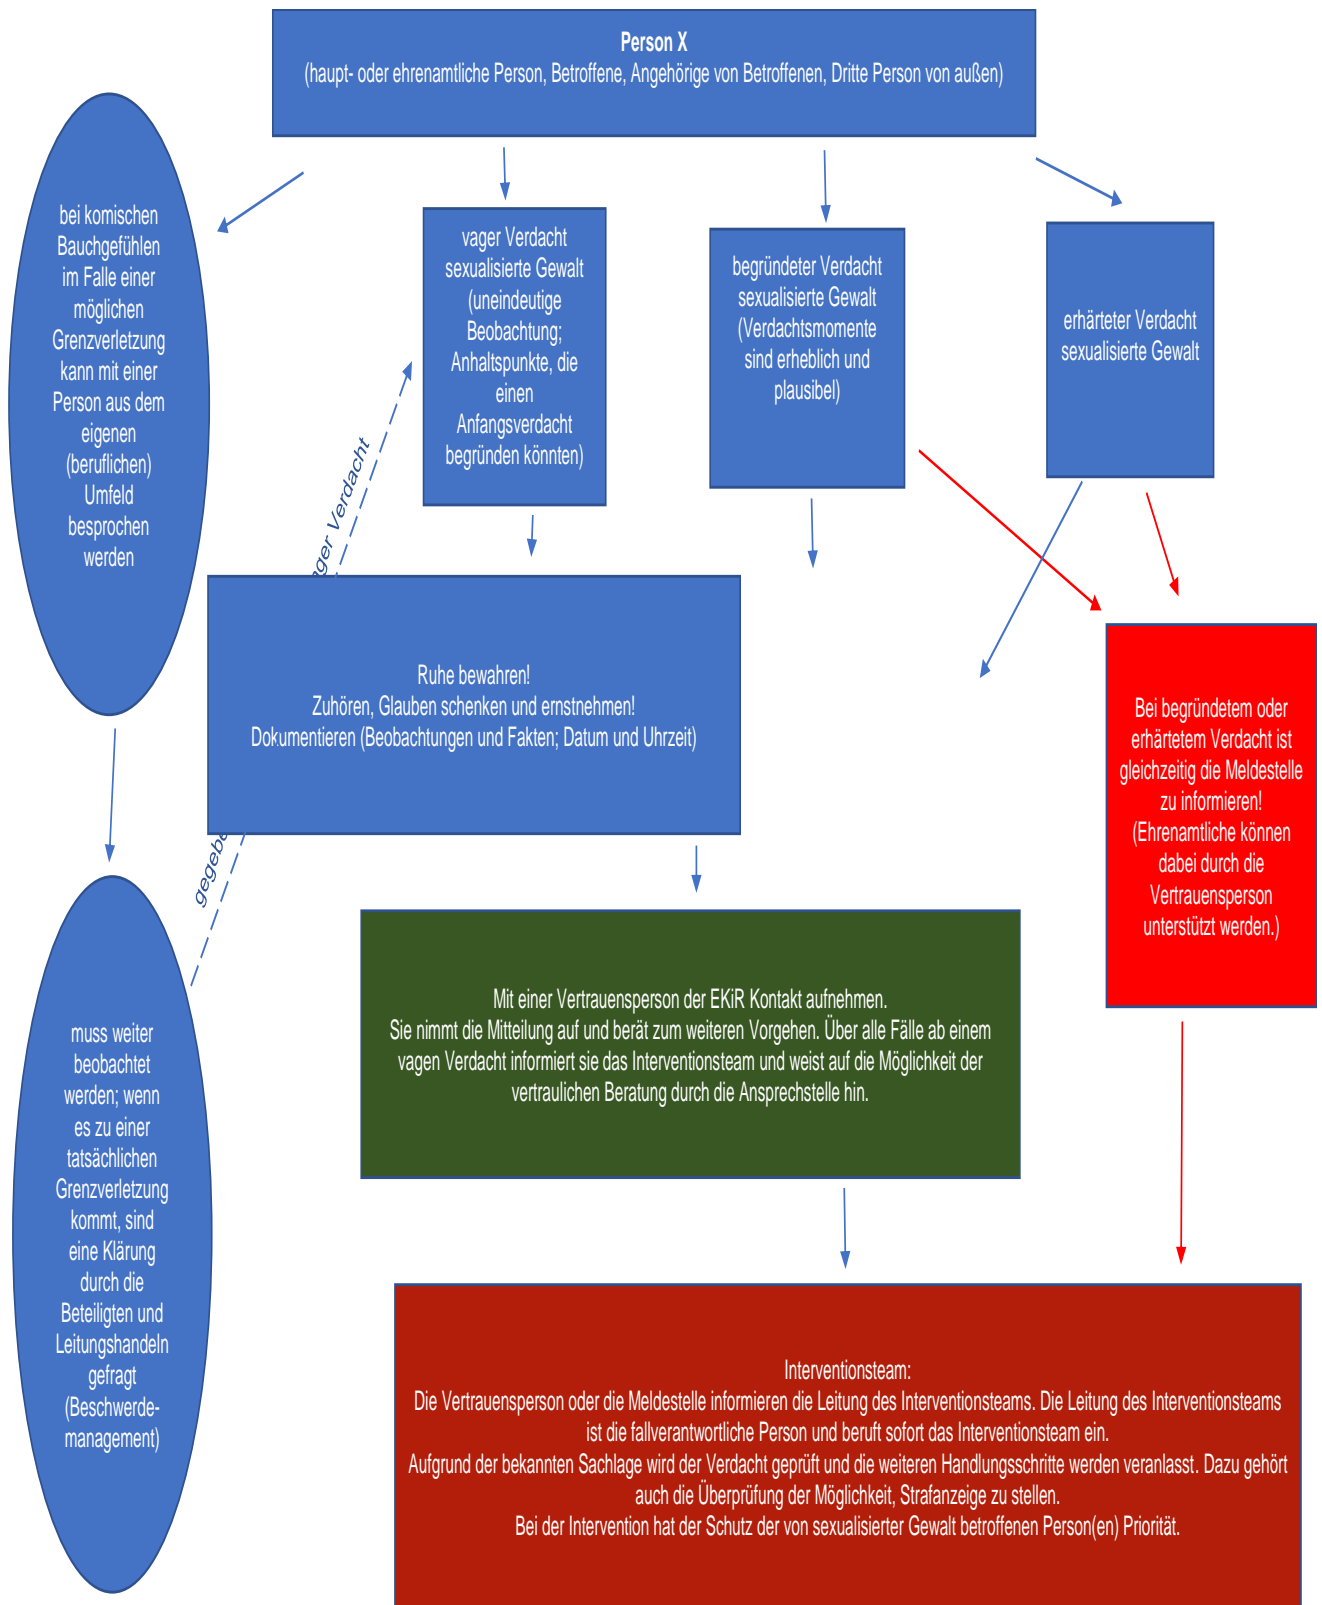 Person X
(haupt- oder ehrenamtliche Person, Betroffene, Angehörige von Betroffenen, Dritte Person von außen)
bei komischen
Bauchgefühlen
im Falle einer
möglichen
Grenzverletzung
kann mit einer
Person aus dem
eigenen
(beruflichen)
Umfeld
besprochen
werden
vager Verdacht
sexualisierte Gewalt
(uneindeutige
Beobachtung;
Anhaltspunkte, die
einen
Anfangsverdacht
begründen könnten)
begründeter Verdacht
sexualisierte Gewalt
(Verdachtsmomente
sind erheblich und
plausibel)
erhärteter Verdacht
sexualisierte Gewalt
Verdacht
Ruhe bewahren!
Zuhören, Glauben schenken und ernstnehmen!
Dokumentieren (Beobachtungen und Fakten; Datum und Uhrzeit)
Bei begründetem oder
erhärtetem Verdacht ist
gleichzeitig die Meldestelle
zu informieren!
(Ehrenamtliche können
dabei durch die
Vertrauensperson
unterstützt werden.)
muss weiter
beobachtet
werden; wenn
es zu einer
tatsächlichen
Grenzverletzung
kommt, sind
eine Klärung
durch die
Beteiligten und
Leitungshandeln
gefragt
(Beschwerde-
management)
Mit einer Vertrauensperson der EKiR Kontakt aufnehmen.
Sie nimmt die Mitteilung auf und berät zum weiteren Vorgehen. Über alle Fälle ab einem
vagen Verdacht informiert sie das Interventionsteam und weist auf die Möglichkeit der
vertraulichen Beratung durch die Ansprechstelle hin.
Interventionsteam:
Die Vertrauensperson oder die Meldestelle informieren die Leitung des Interventionsteams. Die Leitung des Interventionsteams
ist die fallverantwortliche Person und beruft sofort das Interventionsteam ein.
Aufgrund der bekannten Sachlage wird der Verdacht geprüft und die weiteren Handlungsschritte werden veranlasst. Dazu gehört
auch die Überprüfung der Möglichkeit, Strafanzeige zu stellen.
Bei der Intervention hat der Schutz der von sexualisierter Gewalt betroffenen Person(en) Priorität.